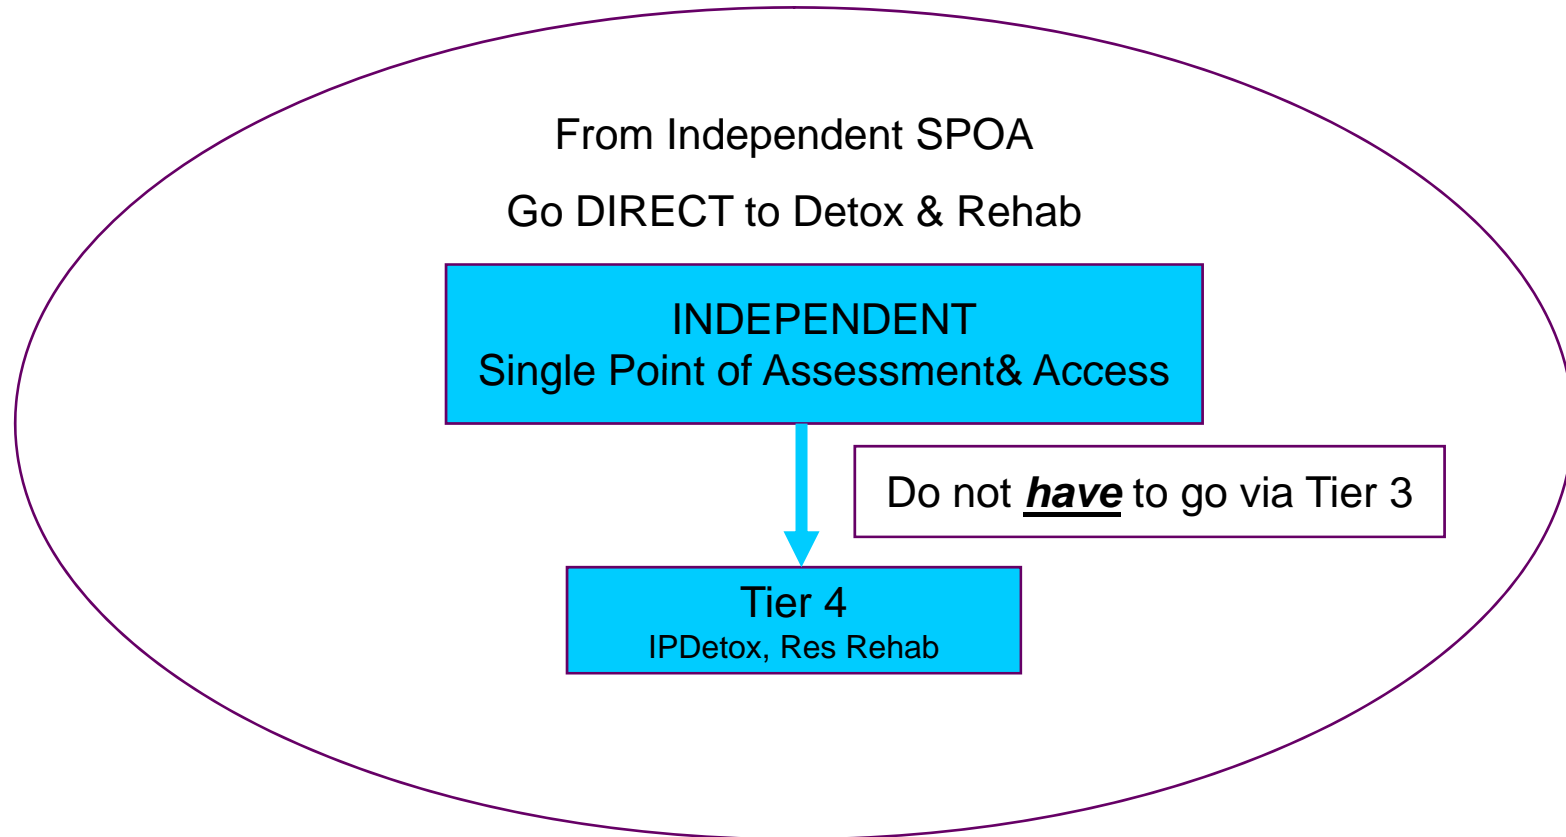 From Independent SPOA
Go DIRECT to Detox & Rehab
INDEPENDENT
Single Point of Assessment& Access
Do not have to go via Tier 3
Tier 4
IPDetox, Res Rehab